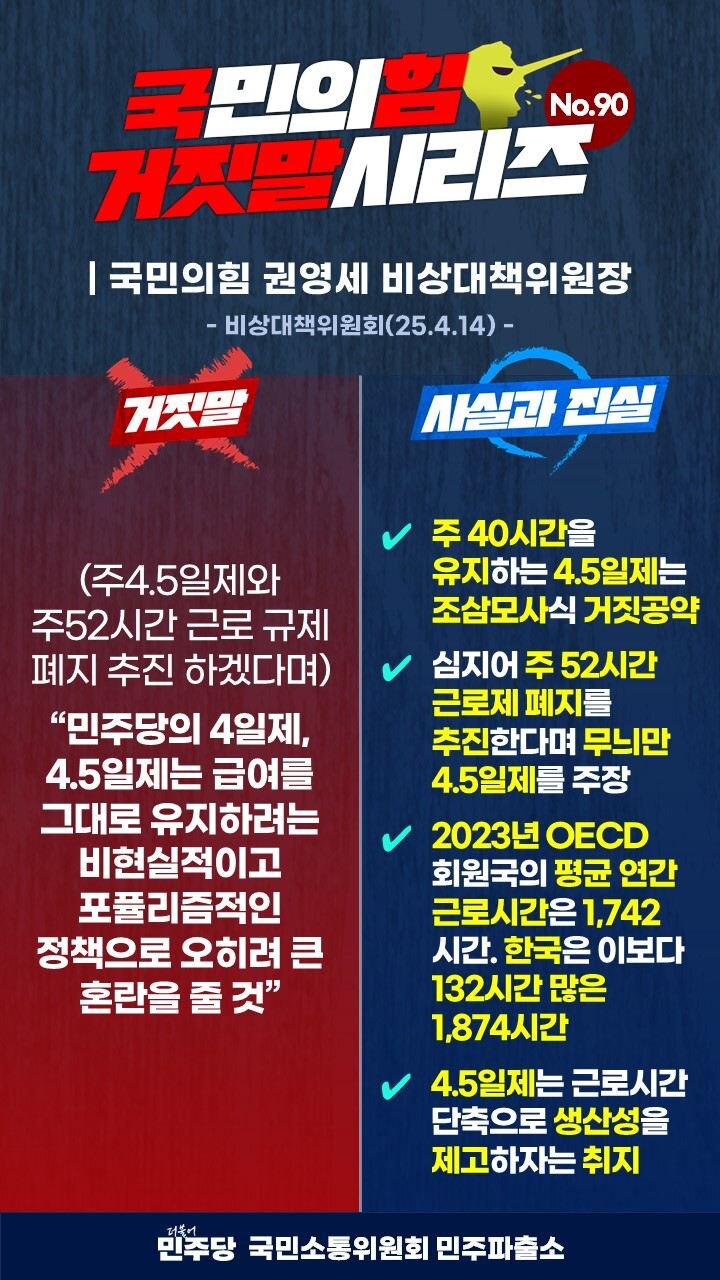 국민의힘
No.90
거짓말시리즈
| 국민의힘 권영세 비상대책위원장
- 비상대책위원회(25.4.14) -
거짓말
(주4.5일제와
주52시간 근로 규제
폐지 추진 하겠다며)
“민주당의 4일제,
4.5일제는 급여를
그대로 유지하려는
비현실적이고
포퓰리즘적인
정책으로 오히려 큰
혼란을 줄 것”
사실과 진실
✔ 주 40시간을
유지하는 4.5일제는
조삼모사식 거짓공약
✔ 심지어 주 52시간
근로제 폐지를
추진한다며 무늬만
4.5일제를 주장
✔ 2023년 OECD
회원국의 평균 연간
근로시간은 1,742
시간. 한국은 이보다
132시간 많은
1,874시간
✔ 4.5일제는 근로시간
단축으로 생산성을
제고하자는 취지
더불어
민주당 국민소통위원회 민주파출소